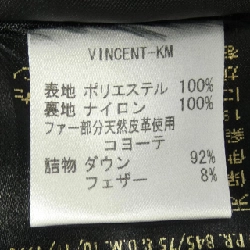 VINCENT-KM
表地 ポリエステル 100%
裏地 ナイロン 100%
ファー部分天然皮革使用
コヨーテ
詰物 ダウン 92%
フェザー 8%